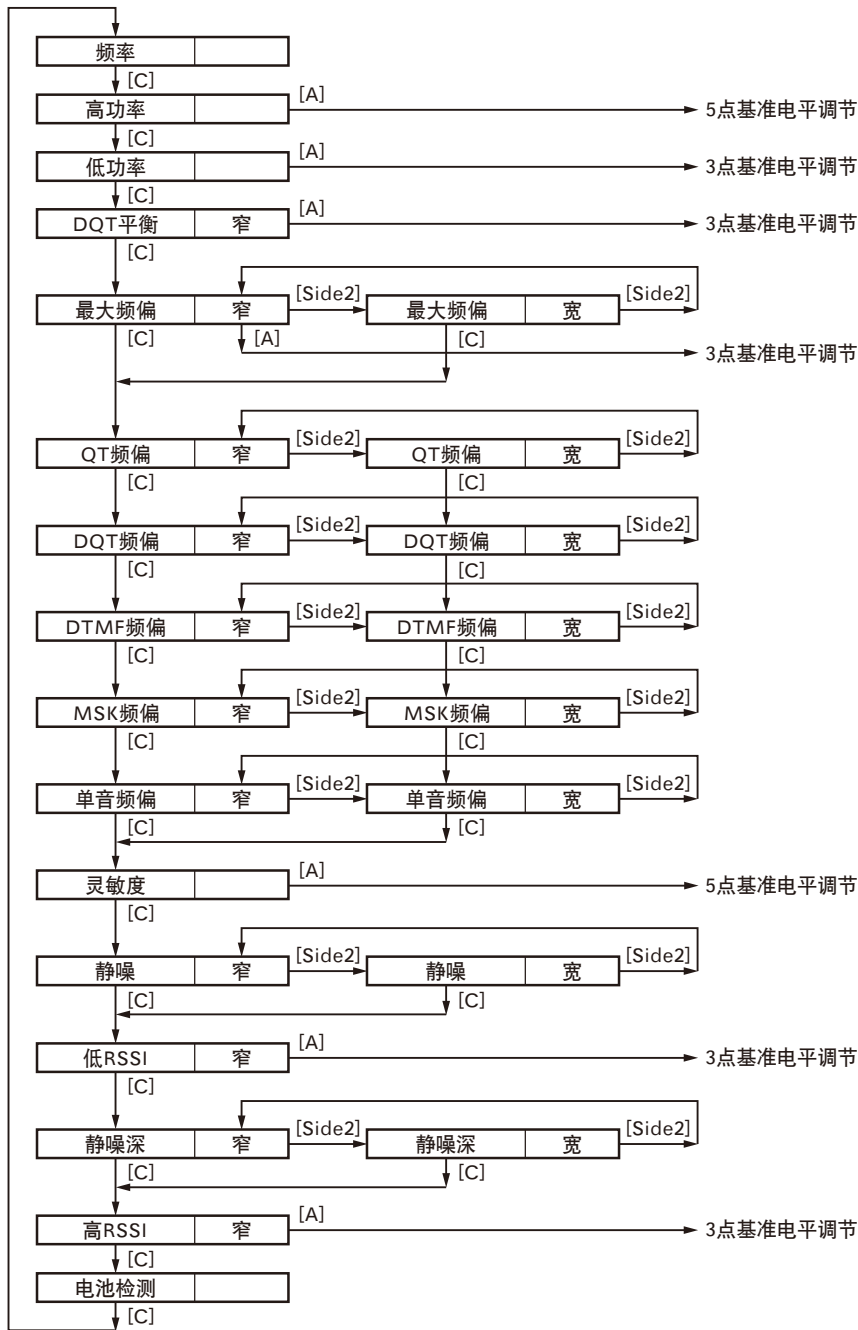 频率
[C]
高功率 [A] 5点基准电平调节
[C]
低功率 [A] 3点基准电平调节
[C]
DQT平衡 窄 [A] 3点基准电平调节
[C]
最大频偏 窄 [Side2] 最大频偏 宽 [Side2]
[C] [A] [C] 3点基准电平调节
QT频偏 窄 [Side2] QT频偏 宽 [Side2]
[C] [C]
DQT频偏 窄 [Side2] DQT频偏 宽 [Side2]
[C] [C]
DTMF频偏 窄 [Side2] DTMF频偏 宽 [Side2]
[C] [C]
MSK频偏 窄 [Side2] MSK频偏 宽 [Side2]
[C] [C]
单音频偏 窄 [Side2] 单音频偏 宽 [Side2]
[C] [C]
灵敏度 [A] 5点基准电平调节
[C]
静噪 窄 [Side2] 静噪 宽 [Side2]
[C] [C]
低RSSI 窄 [A] 3点基准电平调节
[C]
静噪深 窄 [Side2] 静噪深 宽 [Side2]
[C] [C]
高RSSI 窄 [A] 3点基准电平调节
[C]
电池检测
[C]